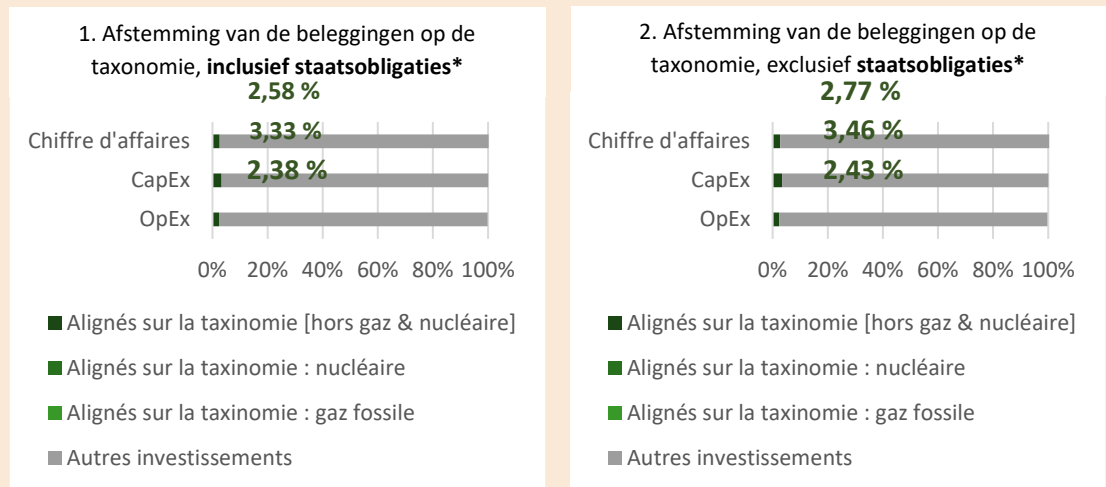 1. Afstemming van de beleggingen op de
taxonomie, inclusief staatsobligaties*
2,58 %
Chiffre d'affaires 3,33 %
CapEx 2,38 %
OpEx
0% 20% 40% 60% 80% 100%
Alignés sur la taxinomie [hors gaz & nucléaire]
Alignés sur la taxinomie : nucléaire
Alignés sur la taxinomie : gaz fossile
Autres investissements
2. Afstemming van de beleggingen op de
taxonomie, exclusief staatsobligaties*
2,77 %
Chiffre d'affaires 3,46 %
CapEx 2,43 %
OpEx
0% 20% 40% 60% 80% 100%
Alignés sur la taxinomie [hors gaz & nucléaire]
Alignés sur la taxinomie : nucléaire
Alignés sur la taxinomie : gaz fossile
Autres investissements